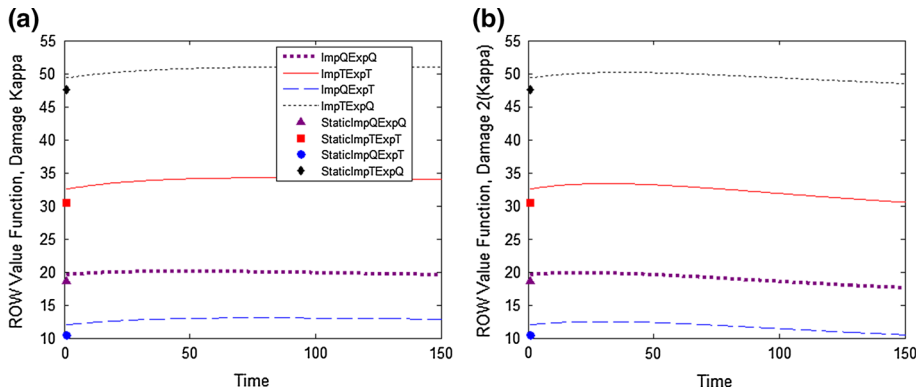 (a)
ROW Value Function, Damage Kappa
55
50
45
40
35
30
25
20
15
10
0
50
100
150
Time
ImpQExpQ
ImpTExpT
ImpQExpT
ImpTExpQ
StaticImpQExpQ
StaticImpTExpT
StaticImpQExpT
StaticImpTExpQ
(b)
ROW Value Function, Damage 2(Kappa)
55
50
45
40
35
30
25
20
15
10
0
50
100
150
Time